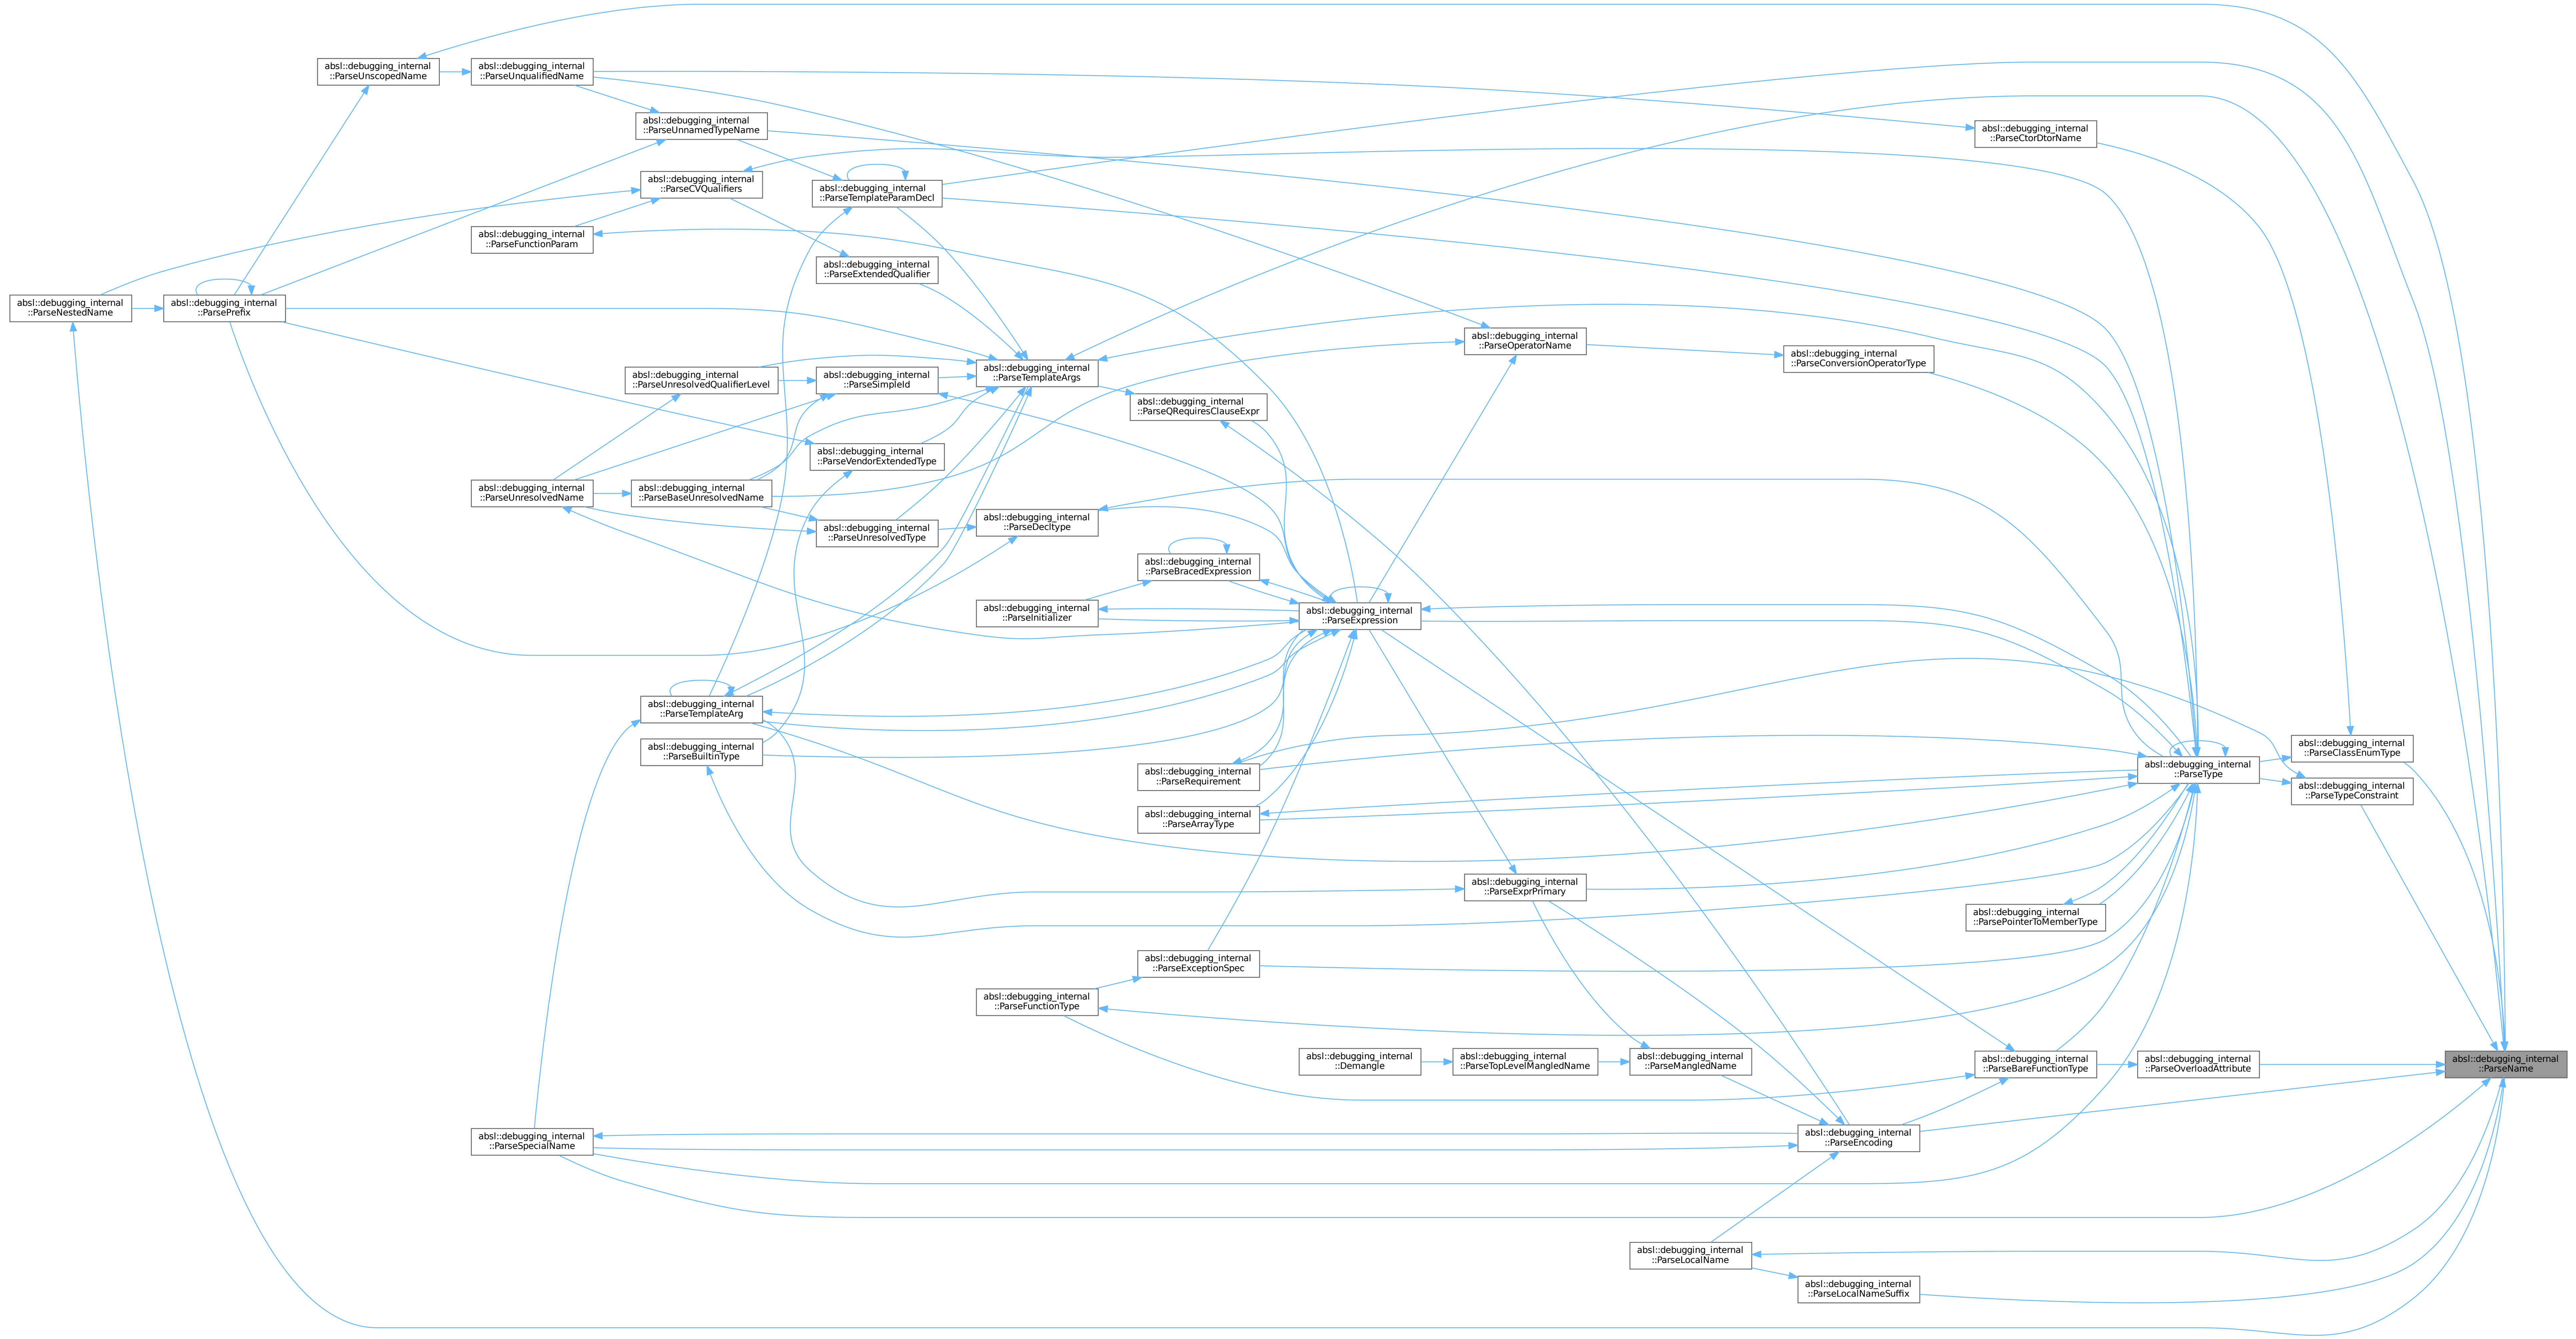 absl::debugging_internal
::ParseUnscopedName
absl::debugging_internal
::ParseUnqualifiedName
absl::debugging_internal
::ParseUnnamedTypeName
absl::debugging_internal
::ParseCtorDtorName
absl::debugging_internal
::ParseCVQualifiers
absl::debugging_internal
::ParseTemplateParamDecl
absl::debugging_internal
::ParseFunctionParam
absl::debugging_internal
::ParseExtendedQualifier
absl::debugging_internal
::ParseNestedName
absl::debugging_internal
::ParsePrefix
absl::debugging_internal
::ParseOperatorName
absl::debugging_internal
::ParseConversionOperatorType
absl::debugging_internal
::ParseTemplateArgs
absl::debugging_internal
::ParseUnresolvedQualifierLevel
absl::debugging_internal
::ParseSimpleId
absl::debugging_internal
::ParseQRequiresClauseExpr
absl::debugging_internal
::ParseVendorExtendedType
absl::debugging_internal
::ParseUnresolvedName
absl::debugging_internal
::ParseBaseUnresolvedName
absl::debugging_internal
::ParseDecltype
absl::debugging_internal
::ParseUnresolvedType
absl::debugging_internal
::ParseBracedExpression
absl::debugging_internal
::ParseInitializer
absl::debugging_internal
::ParseExpression
absl::debugging_internal
::ParseTemplateArg
absl::debugging_internal
::ParseBuiltinType
absl::debugging_internal
::ParseClassEnumType
absl::debugging_internal
::ParseRequirement
absl::debugging_internal
::ParseType
absl::debugging_internal
::ParseTypeConstraint
absl::debugging_internal
::ParseArrayType
absl::debugging_internal
::ParseExprPrimary
absl::debugging_internal
::ParsePointerToMemberType
absl::debugging_internal
::ParseExceptionSpec
absl::debugging_internal
::ParseFunctionType
absl::debugging_internal
::Demangle
absl::debugging_internal
::ParseTopLevelMangledName
absl::debugging_internal
::ParseMangledName
absl::debugging_internal
::ParseBareFunctionType
absl::debugging_internal
::ParseOverloadAttribute
absl::debugging_internal
::ParseName
absl::debugging_internal
::ParseSpecialName
absl::debugging_internal
::ParseEncoding
absl::debugging_internal
::ParseLocalName
absl::debugging_internal
::ParseLocalNameSuffix